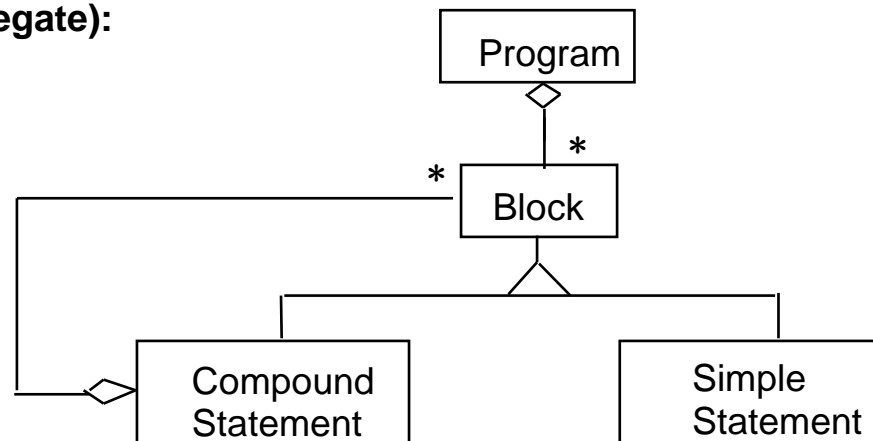 egate):
Program
*
*
Block
Compound
Statement
Simple
Statement